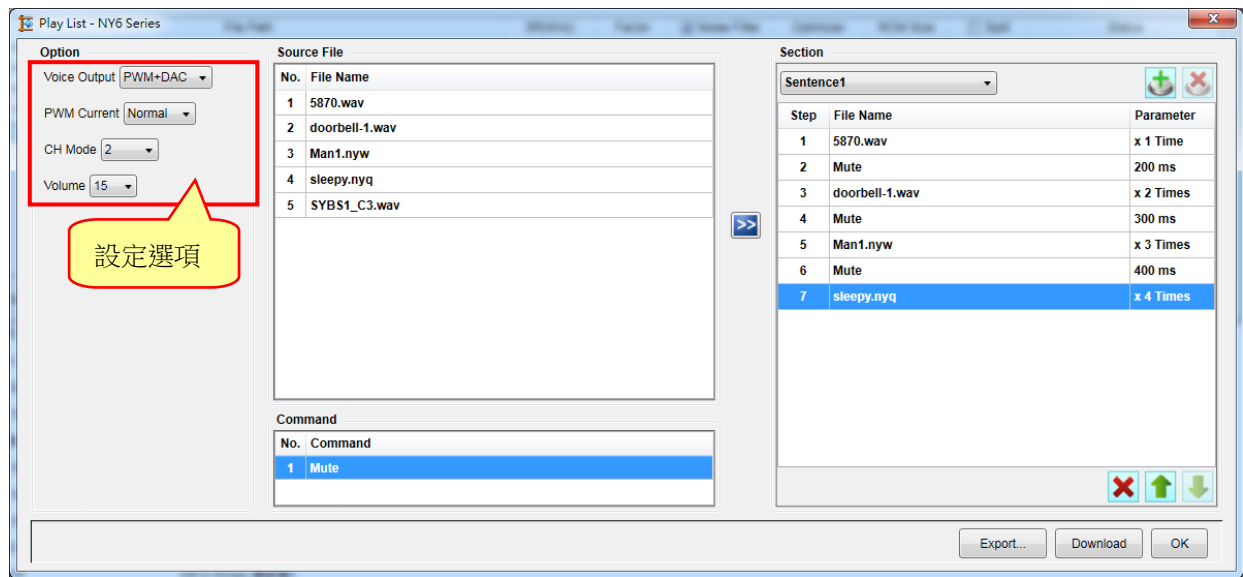 Play List - NY6 Series
Option
Voice Output PWM+DAC
PWM Current Normal
CH Mode 2
Volume 15
設定選項
Source File
No. File Name
1 5870.wav
2 doorbell-1.wav
3 Man1.nyw
4 sleepy.nyq
5 SYBS1_C3.wav
Command
No. Command
1 Mute
>>
Section
Sentence1
Step File Name Parameter
1 5870.wav x 1 Time
2 Mute 200 ms
3 doorbell-1.wav x 2 Times
4 Mute 300 ms
5 Man1.nyw x 3 Times
6 Mute 400 ms
7 sleepy.nyq x 4 Times
Export... Download OK